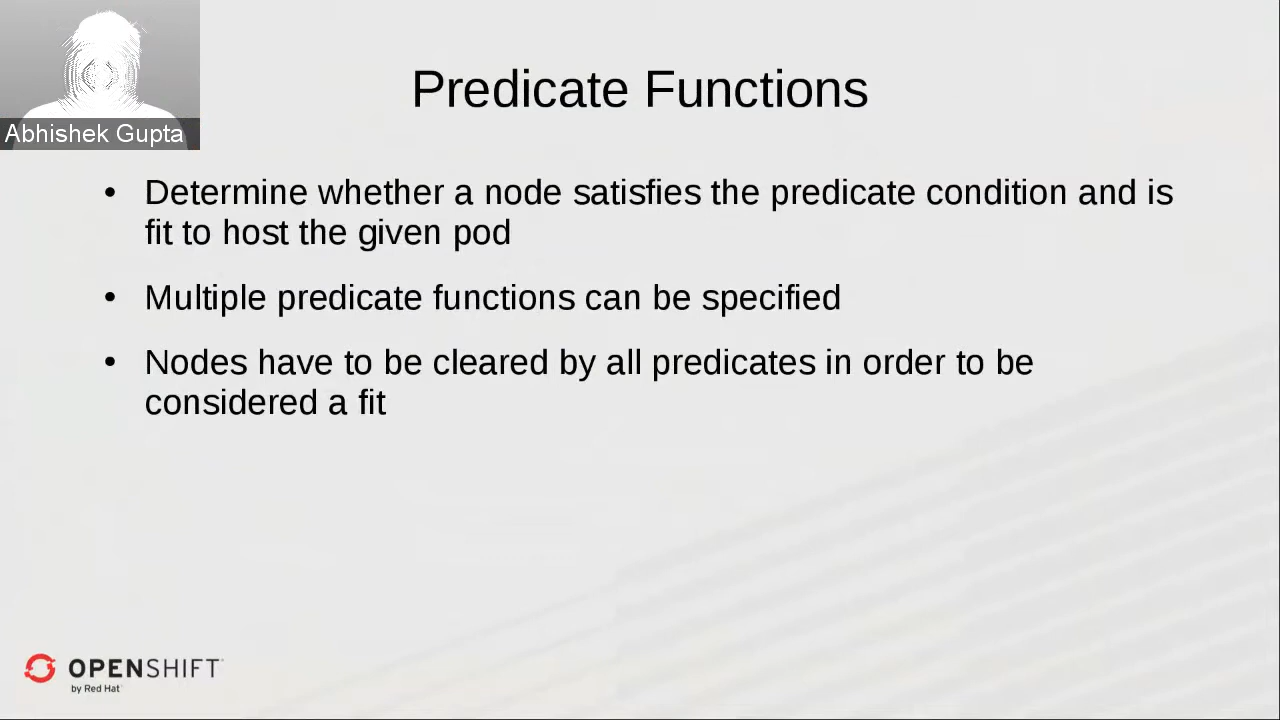 Abhishek Gupta
Predicate Functions
• Determine whether a node satisfies the predicate condition and is
fit to host the given pod
• Multiple predicate functions can be specified
• Nodes have to be cleared by all predicates in order to be
considered a fit
OPENSHIFT
by Red Hat